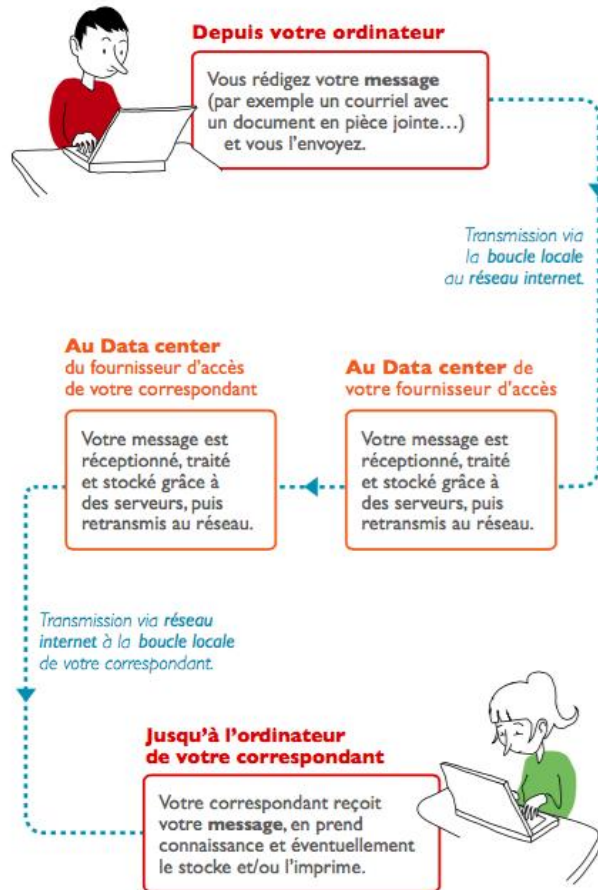 Depuis votre ordinateur
Vous rédigez votre message
(par exemple un courriel avec
un document en pièce jointe...)
et vous l'envoyez.
Transmission via
la boucle locale
au réseau internet.
Au Data center de
votre fournisseur d'accès
Votre message est
réceptionné, traité
et stocké grâce à
des serveurs, puis
retransmis au réseau.
Au Data center
du fournisseur d'accès
de votre correspondant
Votre message est
réceptionné, traité
et stocké grâce à
des serveurs, puis
retransmis au réseau.
Transmission via réseau
internet à la boucle locale
de votre correspondant.
Jusqu'à l'ordinateur
de votre correspondant
Votre correspondant reçoit
votre message, en prend
connaissance et éventuellement
le stocke et/ou l'imprime.